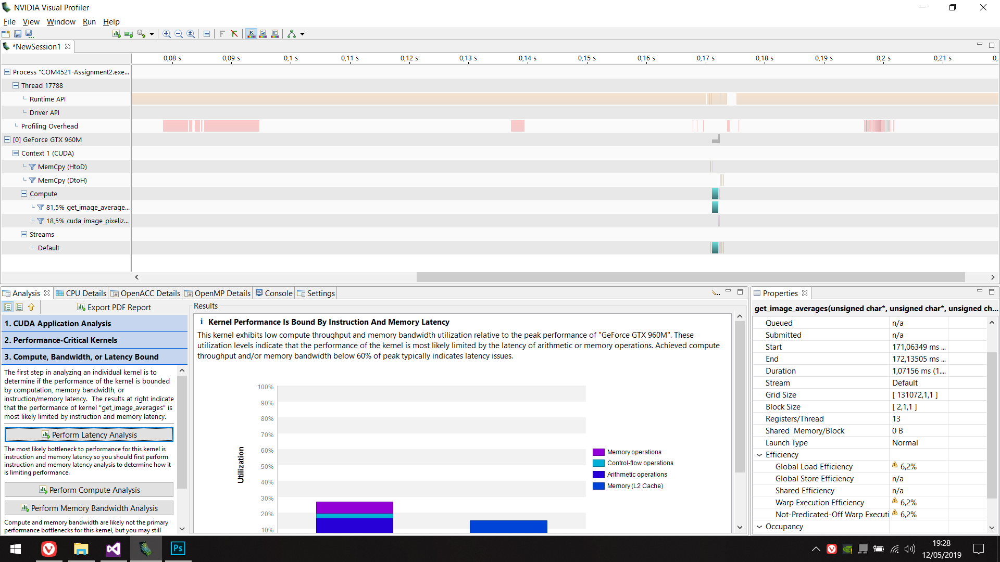 NVIDIA Visual Profiler
File View Window Run Help
*NewSession1
0,08 s 0,09 s 0,1 s 0,11 s 0,12 s 0,13 s 0,14 s 0,15 s 0,16 s 0,17 s 0,18 s 0,19 s 0,2 s 0,21 s 0,
Process "COM4521-Assignment2.exe...
Thread 17788
Runtime API
Driver API
Profiling Overhead
[0] GeForce GTX 960M
Context 1 (CUDA)
MemCpy (HtoD)
MemCpy (DtoH)
Compute
81,5% get_image_average...
18,5% cuda_image_pixeliz...
Streams
Default
Analysis CPU Details OpenACC Details OpenMP Details Console Settings
Export PDF Report
1. CUDA Application Analysis
2. Performance-Critical Kernels
3. Compute, Bandwidth, or Latency Bound
The first step in analyzing an individual kernel is to
determine if the performance of the kernel is bounded
by computation, memory bandwidth, or
instruction/memory latency. The results at right indicate
that the performance of kernel "get_image_averages" is
most likely limited by instruction and memory latency.
Perform Latency Analysis
The most likely bottleneck to performance for this kernel is
instruction and memory latency so you should first perform
instruction and memory latency analysis to determine how it
is limiting performance.
Perform Compute Analysis
Perform Memory Bandwidth Analysis
Compute and memory bandwidth are likely not the primary
performance bottlenecks for this kernel, but you may still
Results
Kernel Performance Is Bound By Instruction And Memory Latency
This kernel exhibits low compute throughput and memory bandwidth utilization relative to the peak performance of "GeForce GTX 960M". These
utilization levels indicate that the performance of the kernel is most likely limited by the latency of arithmetic or memory operations. Achieved compute
throughput and/or memory bandwidth below 60% of peak typically indicates latency issues.
100%
90%
80%
70%
60%
50%
40%
30%
20%
10%
Utilization
Memory operations
Control-flow operations
Arithmetic operations
Memory (L2 Cache)
Properties
get_image_averages(unsigned char*, unsigned char*, unsigned ch...
Queued n/a
Submitted n/a
Start 171,06349 ms ...
End 172,13505 ms ...
Duration 1,07156 ms (1....
Stream Default
Grid Size [ 131072,1,1 ]
Block Size [ 2,1,1 ]
Registers/Thread 13
Shared Memory/Block 0 B
Launch Type Normal
Efficiency
Global Load Efficiency 6,2%
Global Store Efficiency n/a
Shared Efficiency n/a
Warp Execution Efficiency 6,2%
Not-Predicated-Off Warp Executi 6,2%
Occupancy
Ps
19:28
12/05/2019